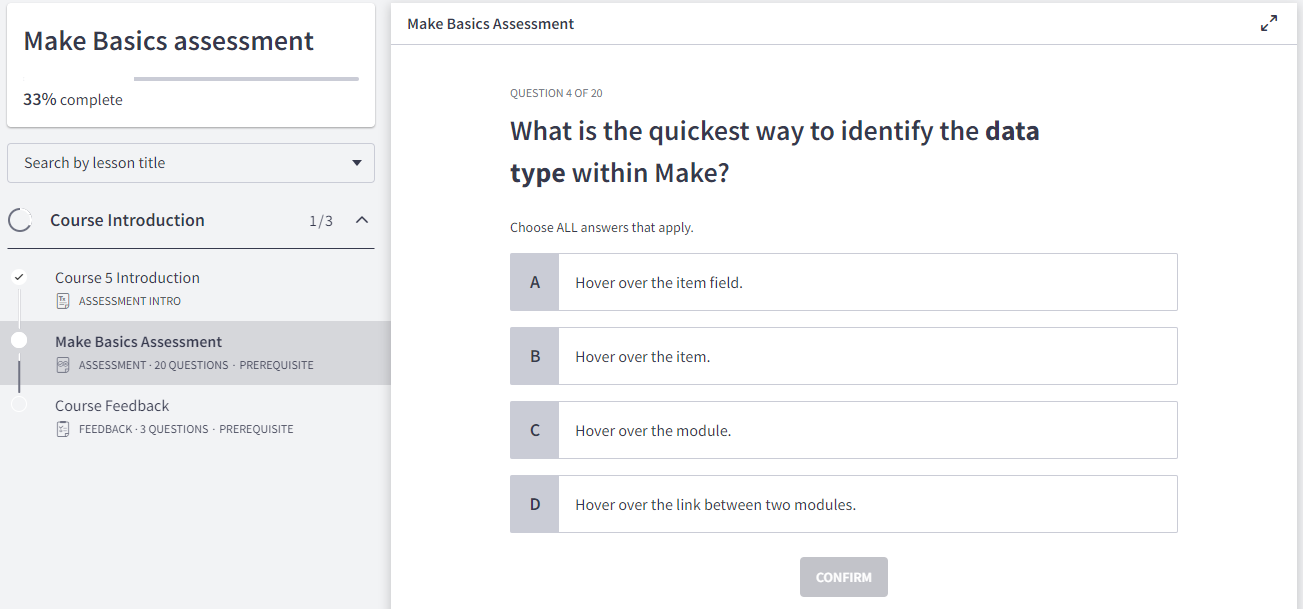 Make Basics assessment
33% complete
Search by lesson title
Course Introduction 1/3
Course 5 Introduction
ASSESSMENT INTRO
Make Basics Assessment
ASSESSMENT · 20 QUESTIONS · PREREQUISITE
Course Feedback
FEEDBACK · 3 QUESTIONS · PREREQUISITE
Make Basics Assessment
QUESTION 4 OF 20
What is the quickest way to identify the data
type within Make?
Choose ALL answers that apply.
A Hover over the item field.
B Hover over the item.
C Hover over the module.
D Hover over the link between two modules.
CONFIRM